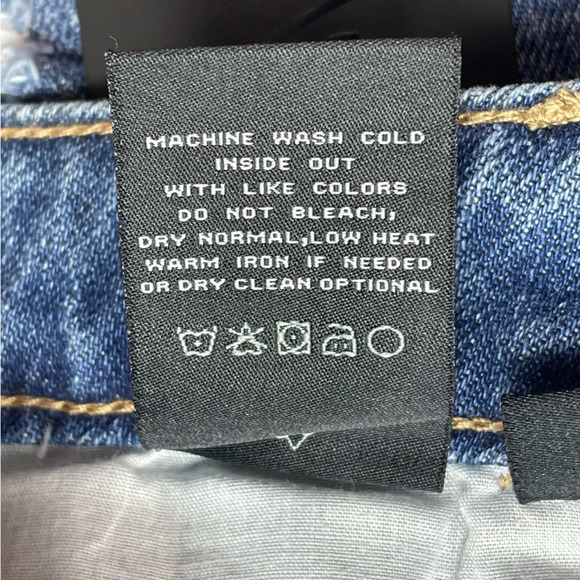 MACHINE WASH COLD
INSIDE OUT
WITH LIKE COLORS
DO NOT BLEACH,
DRY NORMAL,LOW HEAT
WARM IRON IF NEEDED
OR DRY CLEAN OPTIONAL